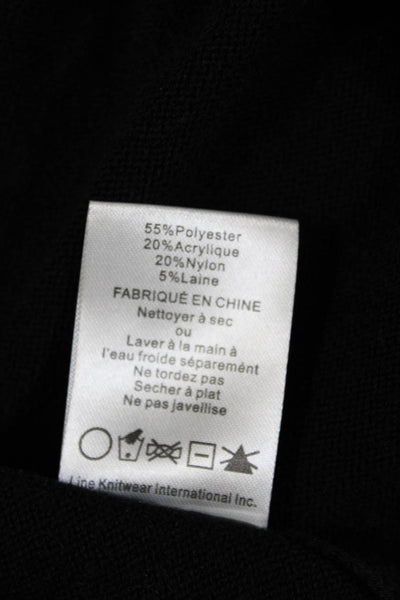 55%Polyester
20%Acrylique
20%Nylon
5%Laine
FABRIQUÉ EN CHINE
Nettoyer à sec
ou
Laver à la main à
l'eau froide séparément
Ne tordez pas
Secher à plat
Ne pas javellise
Line Knitwear International Inc.